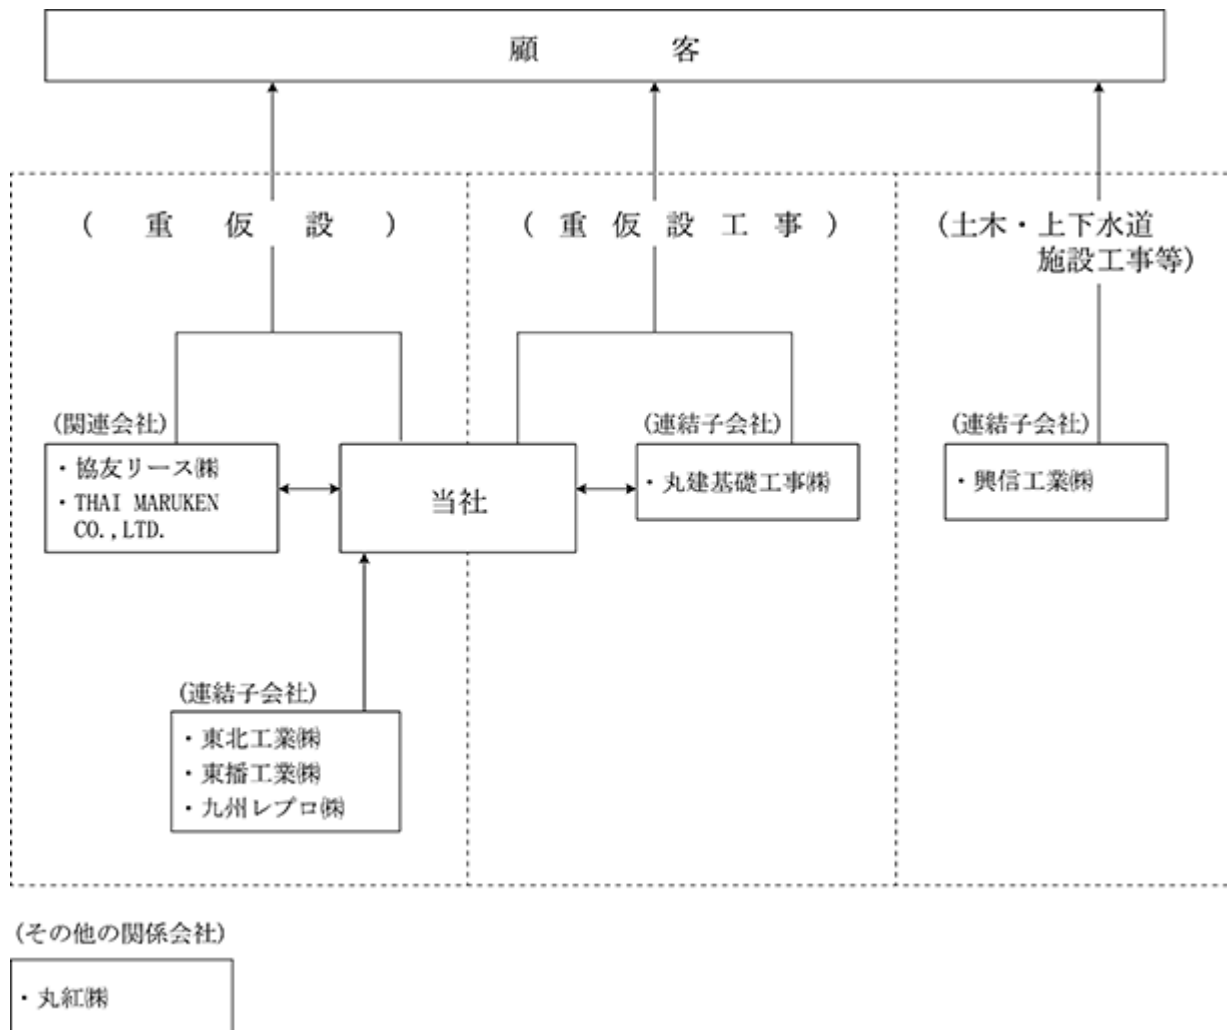 顧客
(重仮設)
(重仮設工事)
(土木・上下水道
施設工事等)
(関連会社)
・協友リース㈱
・THAI MARUKEN
CO.,LTD.
当社
(連結子会社)
・丸建基礎工事㈱
(連結子会社)
・興信工業㈱
(連結子会社)
・東北工業㈱
・東播工業㈱
・九州レプロ㈱
(その他の関係会社)
・丸紅㈱